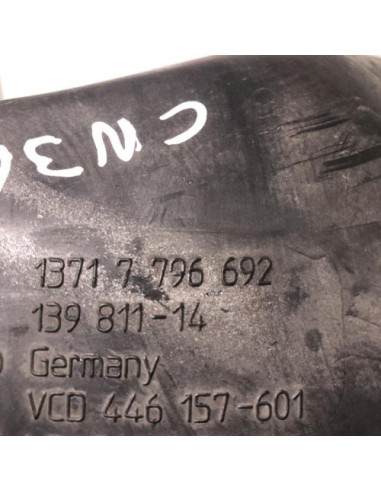 CN3
1371 7 796 692
139 811-14
Germany
VCD 446 157-601